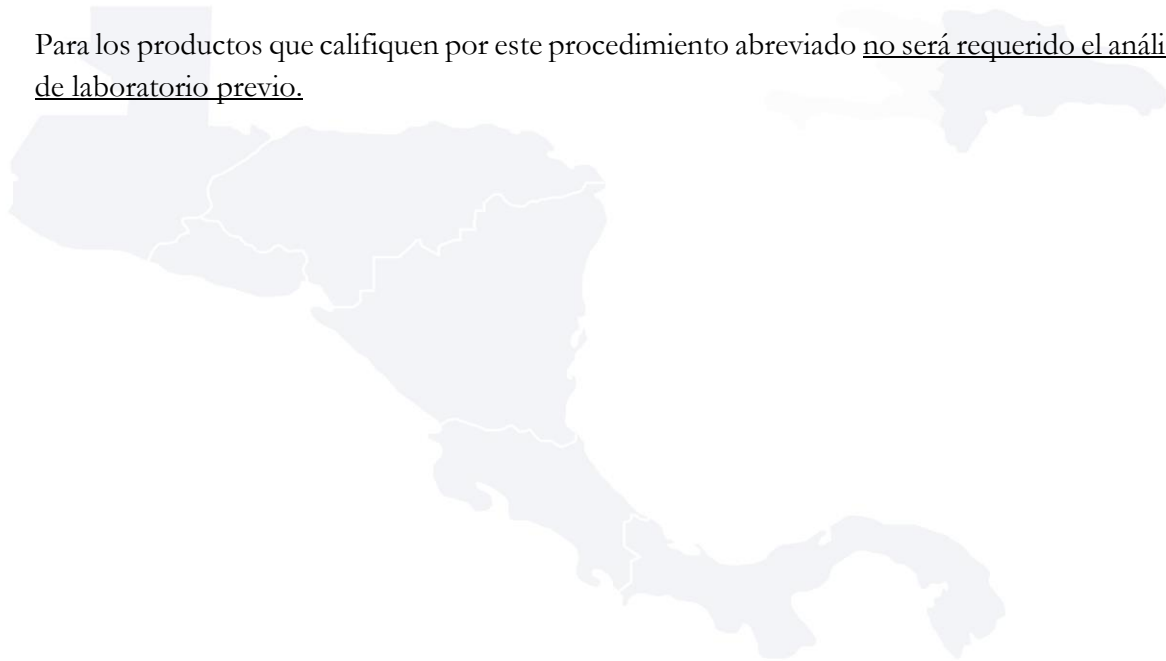 Para los productos que califiquen por este procedimiento abreviado no será requerido el análi
de laboratorio previo.